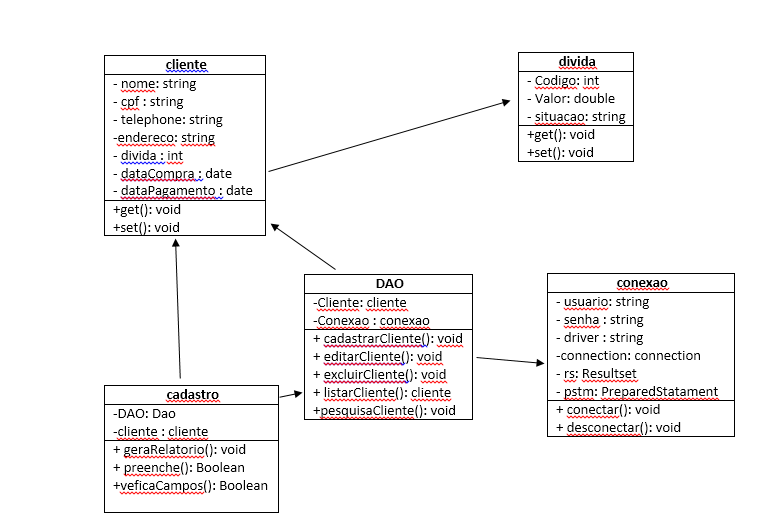 cliente
- nome: string
- cpf : string
- telephone: string
-endereco: string
- divida : int
- dataCompra : date
- dataPagamento : date
+get(): void
+set(): void
divida
- Codigo: int
- Valor: double
- situacao: string
+get(): void
+set(): void
DAO
-Cliente: cliente
-Conexao : conexao
+ cadastrarCliente(): void
+ editarCliente(): void
+ excluirCliente(): void
+ listarCliente(): cliente
+pesquisaCliente(): void
conexao
- usuario: string
- senha : string
- driver : string
-connection: connection
- rs: Resultset
- pstm: PreparedStatament
+ conectar(): void
+ desconectar(): void
cadastro
-DAO: Dao
-cliente : cliente
+ geraRelatorio(): void
+ preenche(): Boolean
+veficaCampos(): Boolean